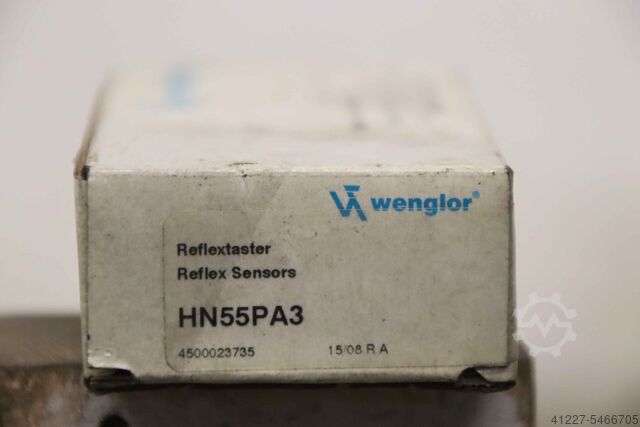 wenglor®
Reflextaster
Reflex Sensors
HN55PA3
4500023735 15/08 R A
41227-5466705